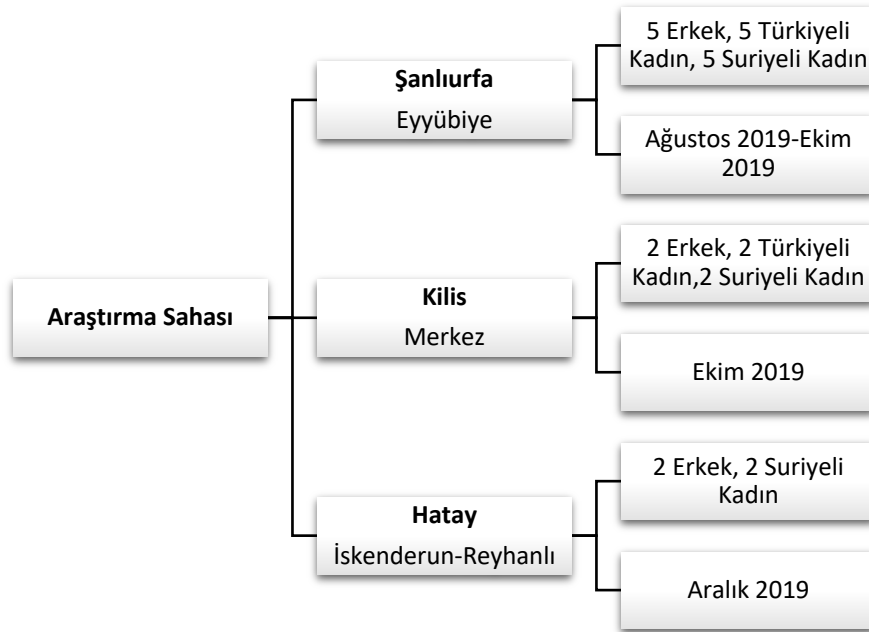 Araştırma Sahası
Şanlıurfa
Eyyübiye
5 Erkek, 5 Türkiyeli
Kadın, 5 Suriyeli Kadın
Ağustos 2019-Ekim
2019
Kilis
Merkez
2 Erkek, 2 Türkiyeli
Kadın,2 Suriyeli Kadın
Ekim 2019
Hatay
İskenderun-Reyhanlı
2 Erkek, 2 Suriyeli
Kadın
Aralık 2019